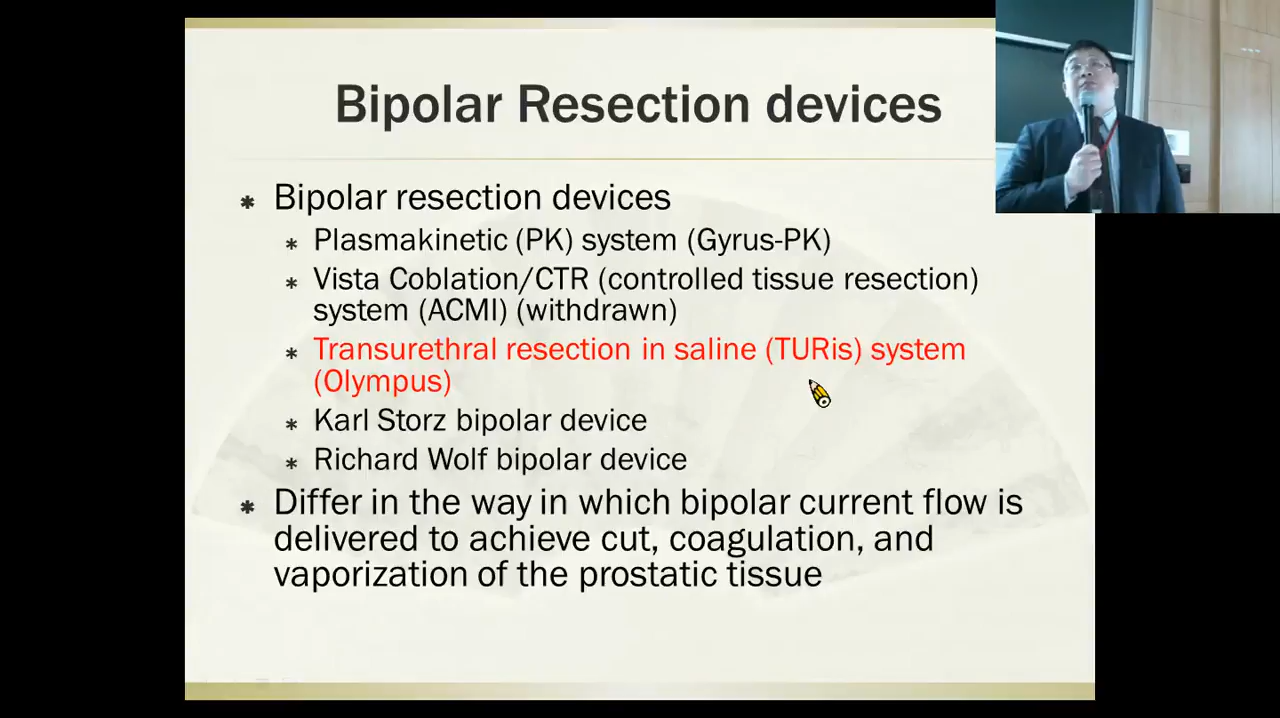 Bipolar Resection devices
* Bipolar resection devices
* Plasmakinetic (PK) system (Gyrus-PK)
* Vista Coblation/CTR (controlled tissue resection)
system (ACMI) (withdrawn)
* Transurethral resection in saline (TURis) system
(Olympus)
* Karl Storz bipolar device
* Richard Wolf bipolar device
* Differ in the way in which bipolar current flow is
delivered to achieve cut, coagulation, and
vaporization of the prostatic tissue